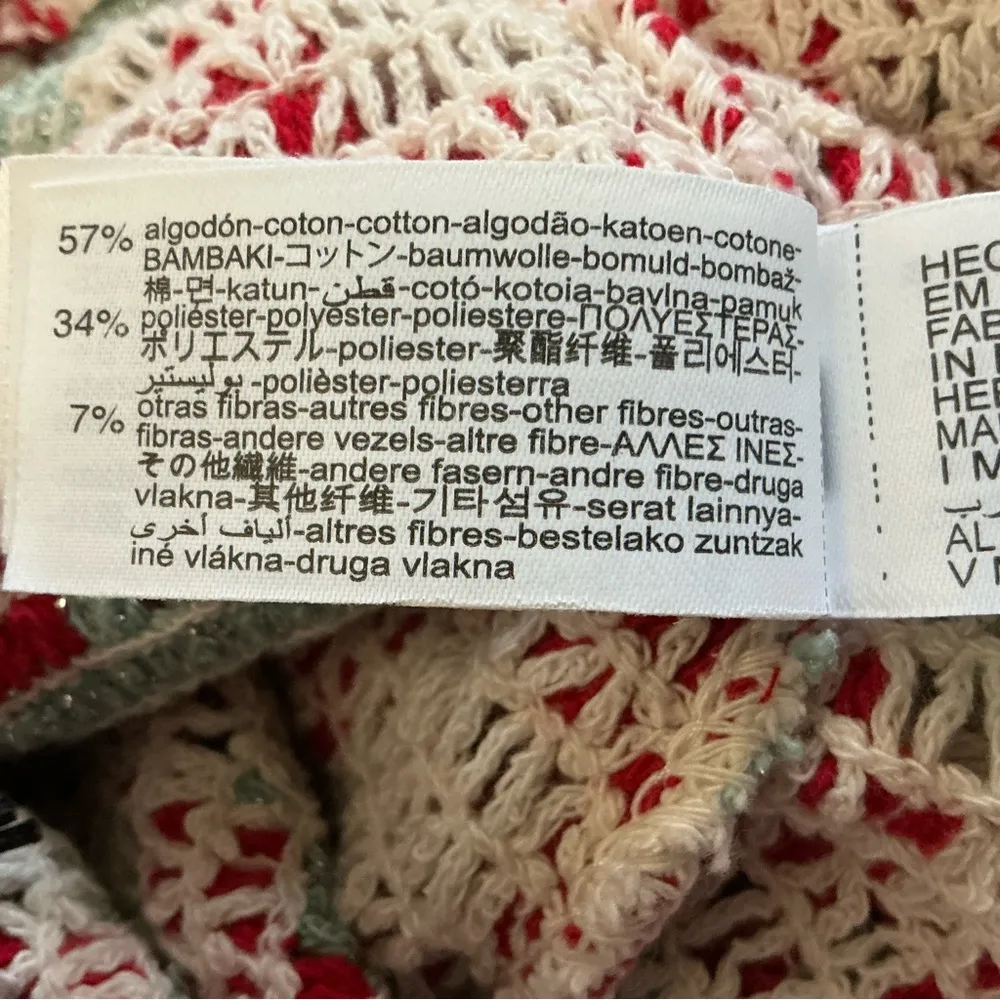 57% algodón-coton-cotton-algodão-katoen-cotone-
BAMBAKI-コットン-baumwolle-bomuld-bombaž-
棉-면-katun-قطن-cotó-kotoia-bavlna-pamuk
34% poliéster-polyester-poliestere-ΠΟΛΥΕΣΤΕΡΑΣ-
ポリエステル-poliester-聚酯纤维-폴리에스터-
بوليستير-polièster-poliesterra
7% otras fibras-autres fibres-other fibres-outras-
fibras-andere vezels-altre fibre-ΑΛΛΕΣ ΙΝΕΣ-
その他繊維-andere fasern-andre fibre-druga
vlakna-其他纤维-기타섬유-serat lainnya-
ألياف أخرى-altres fibres-bestelako zuntzak
iné vlákna-druga vlakna
EM
IN
MA
I M
AL